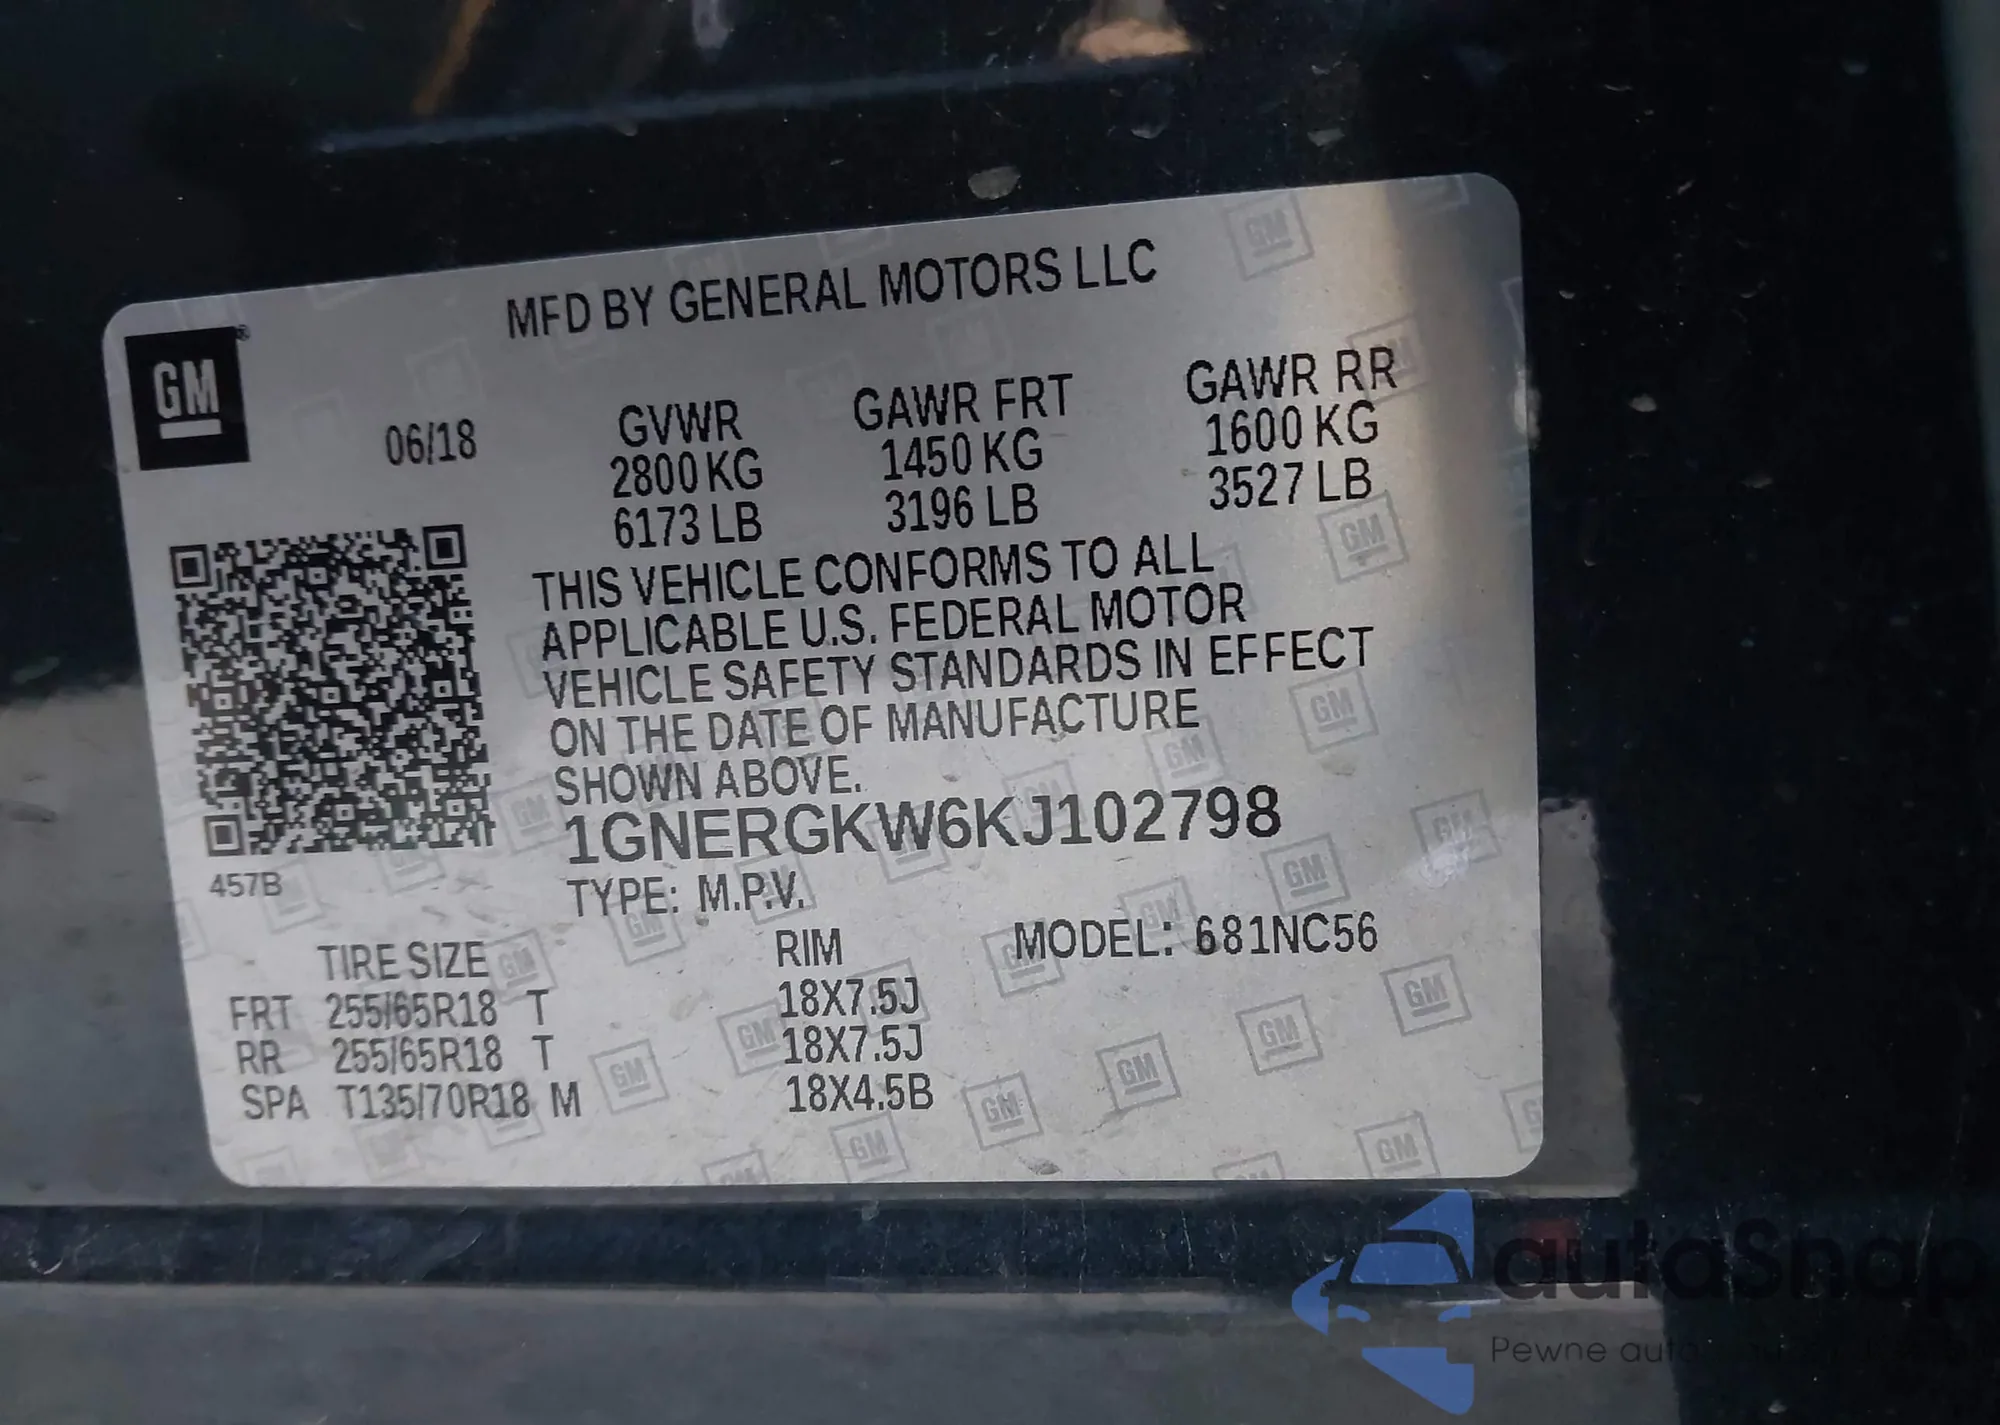 MFD BY GENERAL MOTORS LLC
GM
06/18
GVWR GAWR FRT GAWR RR
2800 KG 1450 KG 1600 KG
6173 LB 3196 LB 3527 LB
THIS VEHICLE CONFORMS TO ALL
APPLICABLE U.S. FEDERAL MOTOR
VEHICLE SAFETY STANDARDS IN EFFECT
ON THE DATE OF MANUFACTURE
SHOWN ABOVE.
1GNERGKW6KJ102798
457B
TYPE: M.P.V.
TIRE SIZE RIM MODEL: 681NC56
FRT 255/65R18 T 18X7.5J
RR 255/65R18 T 18X7.5J
SPA T135/70R18 M 18X4.5B
autaSnap
Pewne auto